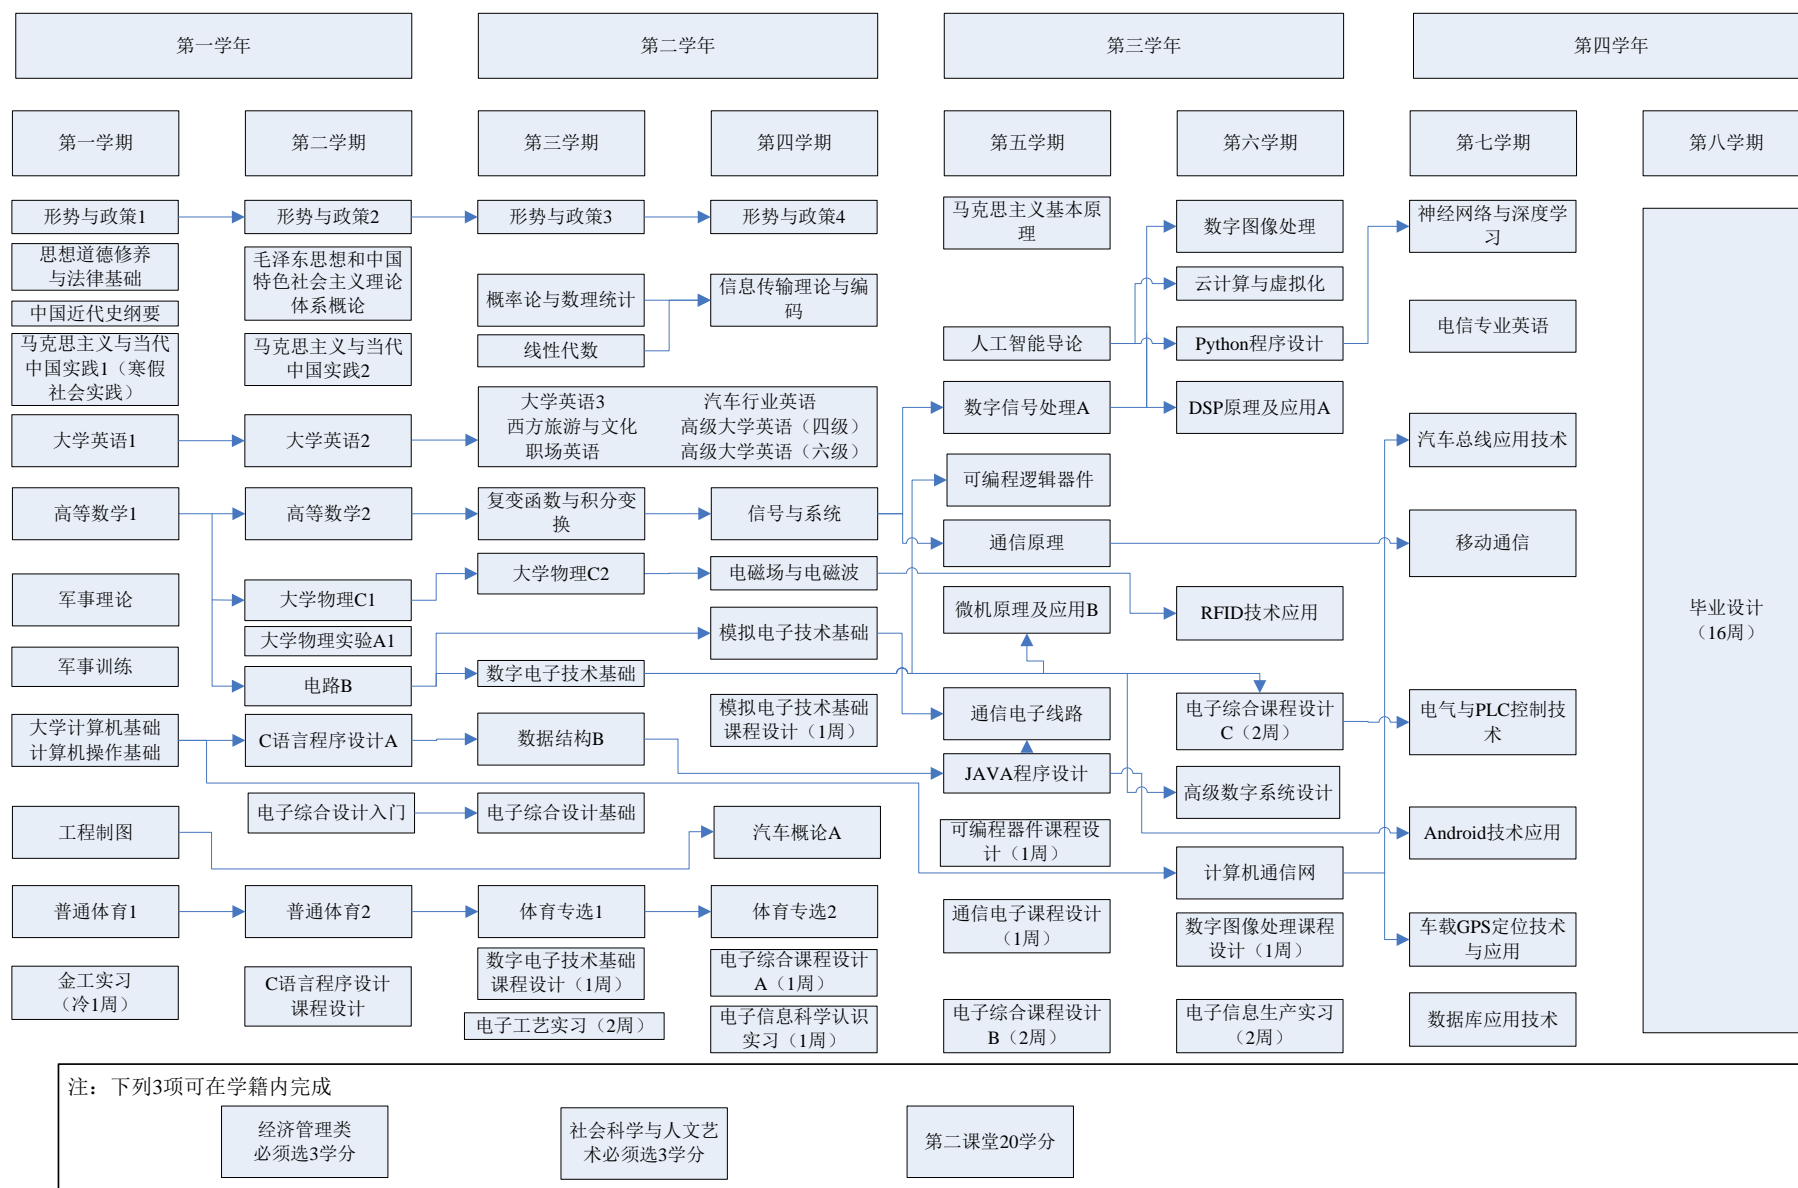 第一学年
第二学年
第三学年
第四学年
第一学期
第二学期
第三学期
第四学期
第五学期
第六学期
第七学期
第八学期
形势与政策1
思想道德修养
与法律基础
中国近代史纲要
马克思主义与当代
中国实践1（寒假
社会实践）
大学英语1
高等数学1
军事理论
军事训练
大学计算机基础
计算机操作基础
工程制图
普通体育1
金工实习
（冷1周）
形势与政策2
毛泽东思想和中国
特色社会主义理论
体系概论
马克思主义与当代
中国实践2
大学英语2
高等数学2
大学物理C1
大学物理实验A1
电路B
C语言程序设计A
电子综合设计入门
普通体育2
C语言程序设计
课程设计
形势与政策3
概率论与数理统计
线性代数
大学英语3
西方旅游与文化
职场英语
汽车行业英语
高级大学英语（四级）
高级大学英语（六级）
复变函数与积分变
换
大学物理C2
数字电子技术基础
数据结构B
电子综合设计基础
体育专选1
数字电子技术基础
课程设计（1周）
电子工艺实习（2周）
形势与政策4
信息传输理论与编
码
信号与系统
电磁场与电磁波
模拟电子技术基础
模拟电子技术基础
课程设计（1周）
汽车概论A
体育专选2
电子综合课程设计
A（1周）
电子信息科学认识
实习（1周）
马克思主义基本原
理
人工智能导论
数字信号处理A
可编程逻辑器件
通信原理
微机原理及应用B
通信电子线路
JAVA程序设计
可编程器件课程设
计（1周）
通信电子课程设计
（1周）
电子综合课程设计
B（2周）
数字图像处理
云计算与虚拟化
Python程序设计
DSP原理及应用A
RFID技术应用
电子综合课程设计
C（2周）
高级数字系统设计
计算机通信网
数字图像处理课程
设计（1周）
电子信息生产实习
（2周）
神经网络与深度学
习
电信专业英语
汽车总线应用技术
移动通信
电气与PLC控制技
术
Android技术应用
车载GPS定位技术
与应用
数据库应用技术
毕业设计
（16周）
注：下列3项可在学籍内完成
经济管理类
必须选3学分
社会科学与人文艺
术必须选3学分
第二课堂20学分